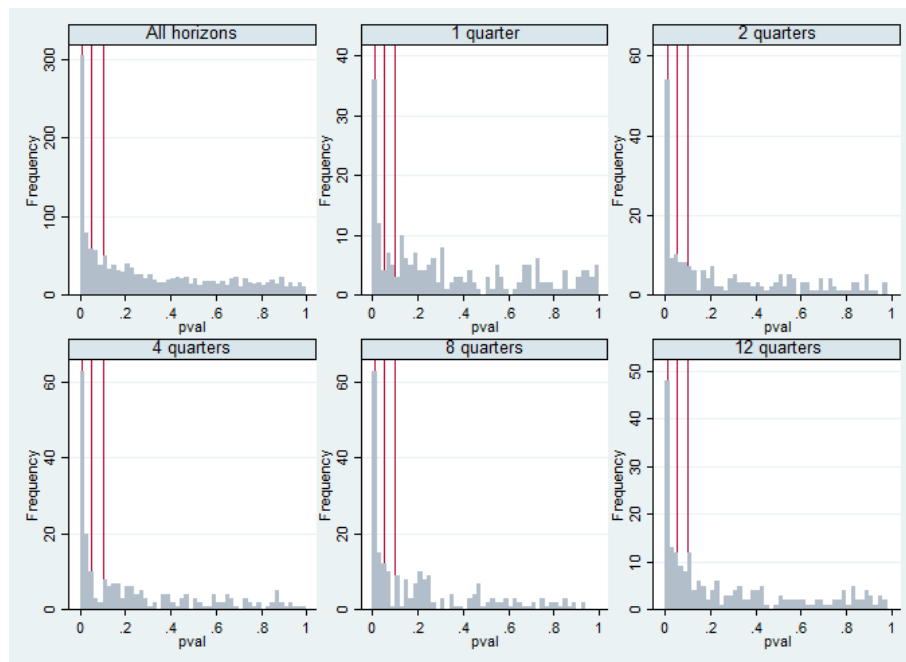 All horizons
Frequency
0 100 200 300
0 .2 .4 .6 .8 1
pval
1 quarter
Frequency
0 10 20 30 40
0 .2 .4 .6 .8 1
pval
2 quarters
Frequency
0 20 40 60
0 .2 .4 .6 .8 1
pval
4 quarters
Frequency
0 20 40 60
0 .2 .4 .6 .8 1
pval
8 quarters
Frequency
0 20 40 60
0 .2 .4 .6 .8 1
pval
12 quarters
Frequency
0 10 20 30 40 50
0 .2 .4 .6 .8 1
pval